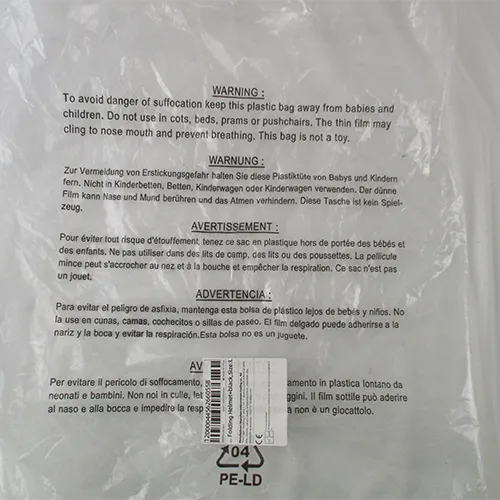 WARNING :
To avoid danger of suffocation keep this plastic bag away from babies and
children. Do not use in cots, beds, prams or pushchairs. The thin film may
cling to nose mouth and prevent breathing. This bag is not a toy.
WARNUNG :
Zur Vermeidung von Erstickungsgefahr halten Sie diese Plastiktüte von Babys und Kindern
fern. Nicht in Kinderbetten, Betten, Kinderwagen oder Kinderwagen verwenden. Der dünne
Film kann Nase und Mund berühren und das Atmen verhindern. Diese Tasche ist kein Spiel-
zeug.
AVERTISSEMENT :
Pour éviter tout risque d'étouffement, tenez ce sac en plastique hors de portée des bébés et
des enfants. Ne pas utiliser dans des lits de camp, des lits ou des poussettes. La pellicule
mince peut s'accrocher au nez et à la bouche et empêcher la respiration. Ce sac n'est pas
un jouet.
ADVERTENCIA :
Para evitar el peligro de asfixia, mantenga esta bolsa de plástico lejos de bebés y niños. No
la use en cunas, camas, cochecitos o sillas de paseo. El film delgado puede adherirse a la
nariz y la boca y evitar la respiración.Esta bolsa no es un juguete.
AV
Per evitare il pericolo di soffocamento, amento in plastica lontano da
neonati e bambini. Non noi in culle, let ggini. Il film sottile può aderire
al naso e alla bocca e impedire la resp a non è un giocattolo.
Folding Helmet+black,Size:L
CE
04
PE-LD